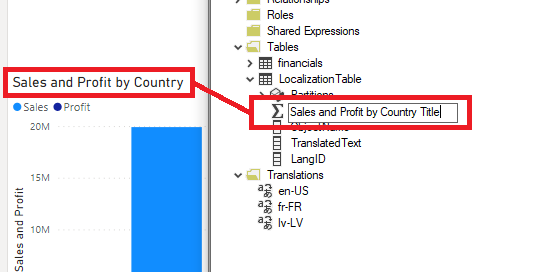 Sales and Profit by Country
Sales
Profit
20M
15M
10M
Sales and Profit
Relationships
Roles
Shared Expressions
Tables
financials
LocalizationTable
Partitions
Sales and Profit by Country Title
ObjectName
TranslatedText
LangID
Translations
en-US
fr-FR
lv-LV